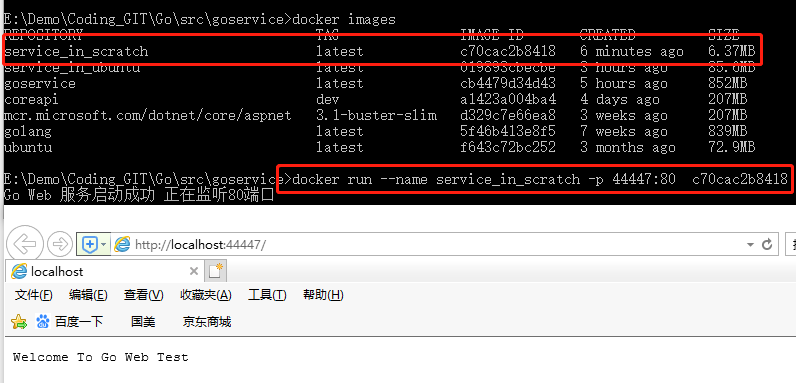 E:\Demo\Coding_GIT\Go\src\goservice>docker images
REPOSITORY TAG IMAGE ID CREATED SIZE
service_in_scratch latest c70cac2b8418 6 minutes ago 6.37MB
service_in_ubuntu latest 019893cbecbe 3 hours ago 85.6MB
goservice latest cb4479d34d43 5 hours ago 852MB
coreapi dev a1423a004ba4 4 days ago 207MB
mcr.microsoft.com/dotnet/core/aspnet 3.1-buster-slim d329c7e66ea8 3 weeks ago 207MB
golang latest 5f46b413e8f5 7 weeks ago 839MB
ubuntu latest f643c72bc252 3 months ago 72.9MB
E:\Demo\Coding_GIT\Go\src\goservice>docker run --name service_in_scratch -p 44447:80 c70cac2b8418
Go Web 服务启动成功 正在监听80端口
http://localhost:44447/
localhost
文件(F) 编辑(E) 查看(V) 收藏夹(A) 工具(T) 帮助(H)
百度一下 国美 京东商城
Welcome To Go Web Test